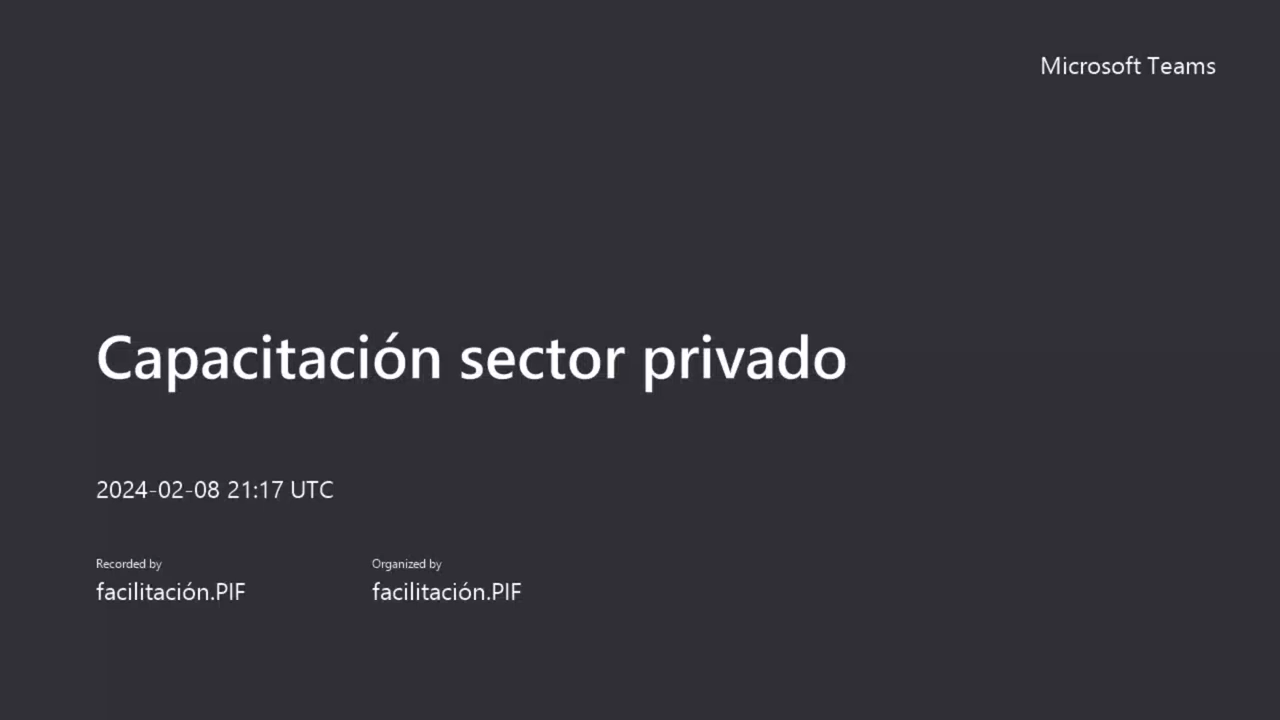 Microsoft Teams
Capacitación sector privado
2024-02-08 21:17 UTC
Recorded by
facilitación.PIF
Organized by
facilitación.PIF